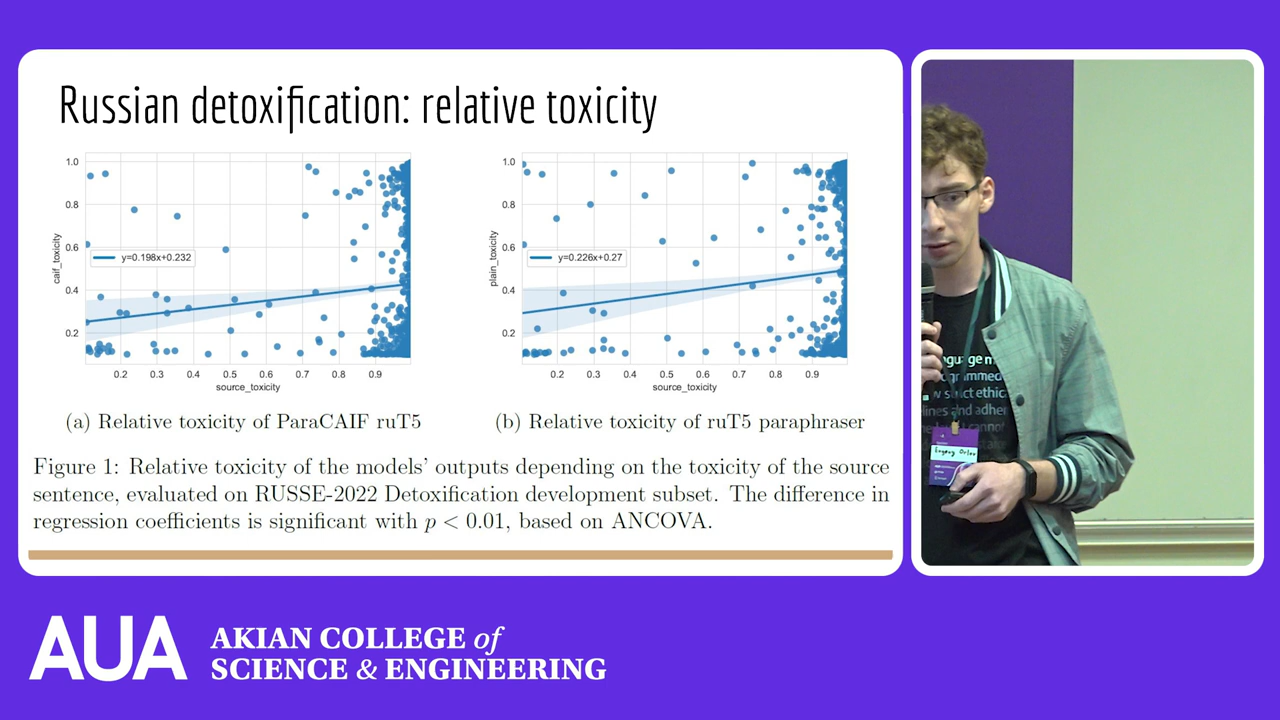 Russian detoxification: relative toxicity
1.0
0.8
0.6
0.4
0.2
caif_toxicity
y=0.198x+0.232
0.2 0.3 0.4 0.5 0.6 0.7 0.8 0.9
source_toxicity
(a) Relative toxicity of ParaCAIF ruT5
1.0
0.8
0.6
0.4
0.2
plain_toxicity
y=0.226x+0.27
0.2 0.3 0.4 0.5 0.6 0.7 0.8 0.9
source_toxicity
(b) Relative toxicity of ruT5 paraphraser
Figure 1: Relative toxicity of the models' outputs depending on the toxicity of the source
sentence, evaluated on RUSSE-2022 Detoxification development subset. The difference in
regression coefficients is significant with p < 0.01, based on ANCOVA.
Evgeny Orlov
AUA
AKIAN COLLEGE of
SCIENCE & ENGINEERING